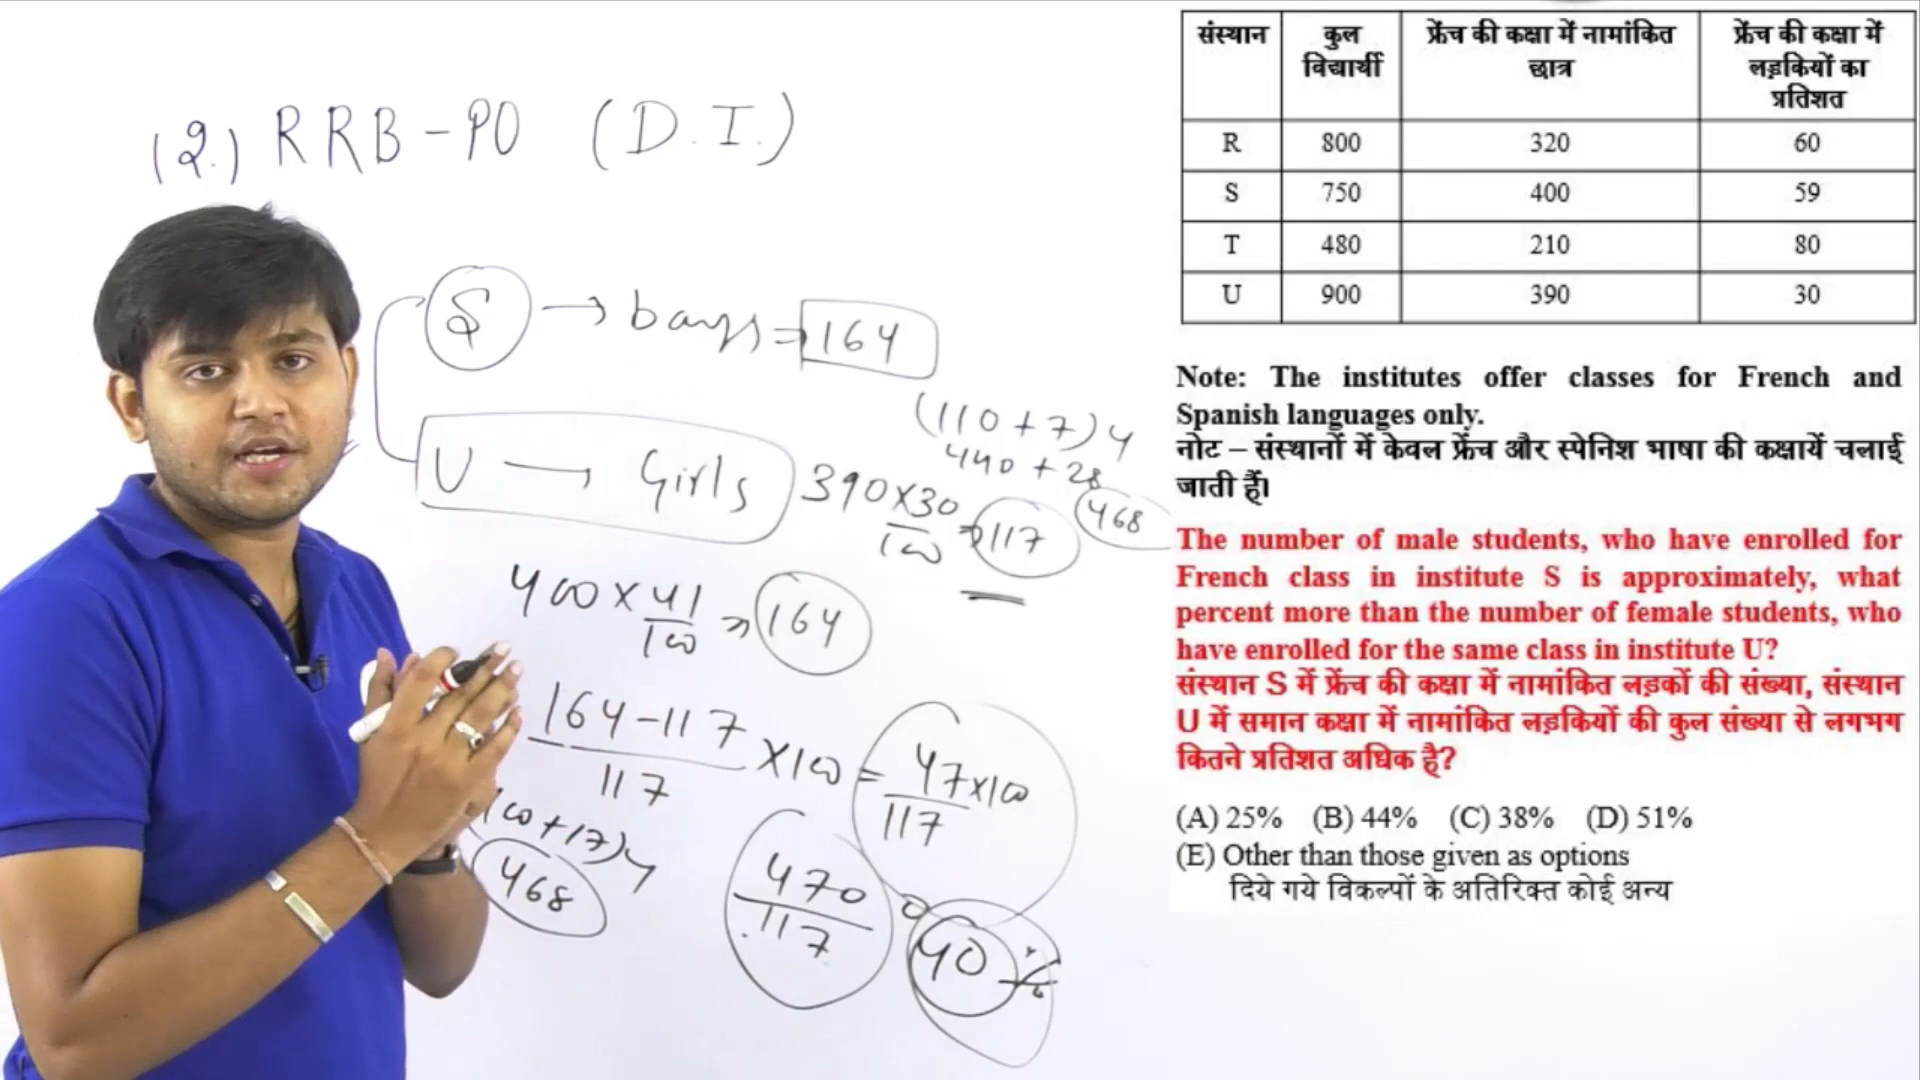 (2.) RRB-PO (D.I.)
S → boys = 164
U → Girls
390×30/100 = 117
(110+7)4
440+28
468
400×41/100 = 164
164-117/117 ×100 = 47×100/117
(100+17)4
468
470/117
40%
संस्थान | कुल विद्यार्थी | फ्रेंच की कक्षा में नामांकित छात्र | फ्रेंच की कक्षा में लड़कियों का प्रतिशत
R 800 320 60
S 750 400 59
T 480 210 80
U 900 390 30
Note: The institutes offer classes for French and
Spanish languages only.
नोट – संस्थानों में केवल फ्रेंच और स्पेनिश भाषा की कक्षायें चलाई
जाती हैं।
The number of male students, who have enrolled for
French class in institute S is approximately, what
percent more than the number of female students, who
have enrolled for the same class in institute U?
संस्थान S में फ्रेंच की कक्षा में नामांकित लड़कों की संख्या, संस्थान
U में समान कक्षा में नामांकित लड़कियों की कुल संख्या से लगभग
कितने प्रतिशत अधिक है?
(A) 25% (B) 44% (C) 38% (D) 51%
(E) Other than those given as options
दिये गये विकल्पों के अतिरिक्त कोई अन्य